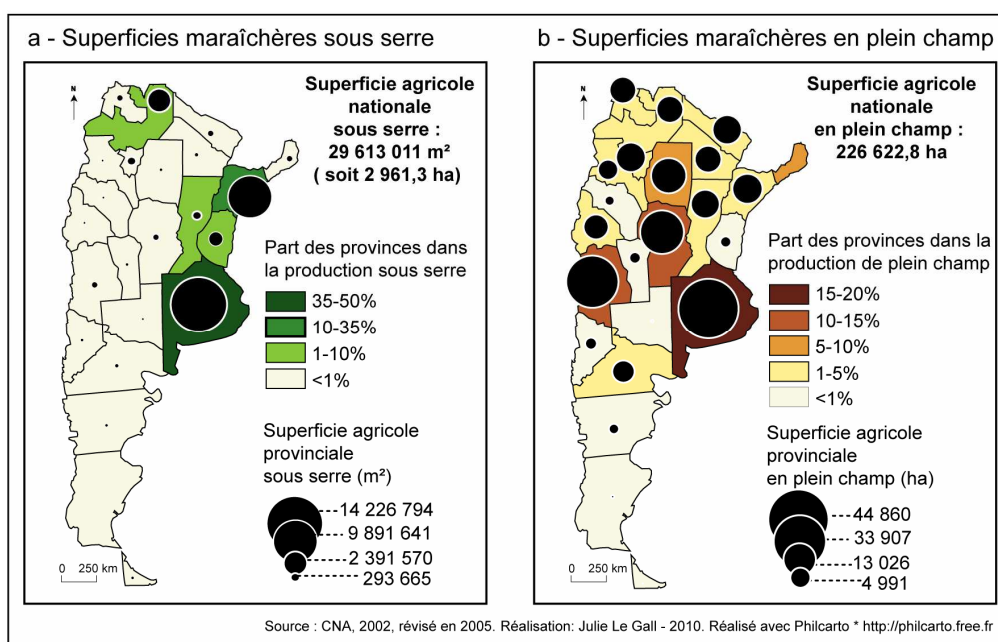 a - Superficies maraîchères sous serre
N
Superficie agricole
nationale
sous serre :
29 613 011 m²
( soit 2 961,3 ha)
Part des provinces dans
la production sous serre
35-50%
10-35%
1-10%
<1%
Superficie agricole
provinciale
sous serre (m²)
14 226 794
9 891 641
2 391 570
293 665
0 250 km
b - Superficies maraîchères en plein champ
N
Superficie agricole
nationale
en plein champ :
226 622,8 ha
Part des provinces dans la
production de plein champ
15-20%
10-15%
5-10%
1-5%
<1%
Superficie agricole
provinciale
en plein champ (ha)
44 860
33 907
13 026
4 991
0 250 km
Source : CNA, 2002, révisé en 2005. Réalisation: Julie Le Gall - 2010. Réalisé avec Philcarto * http://philcarto.free.fr